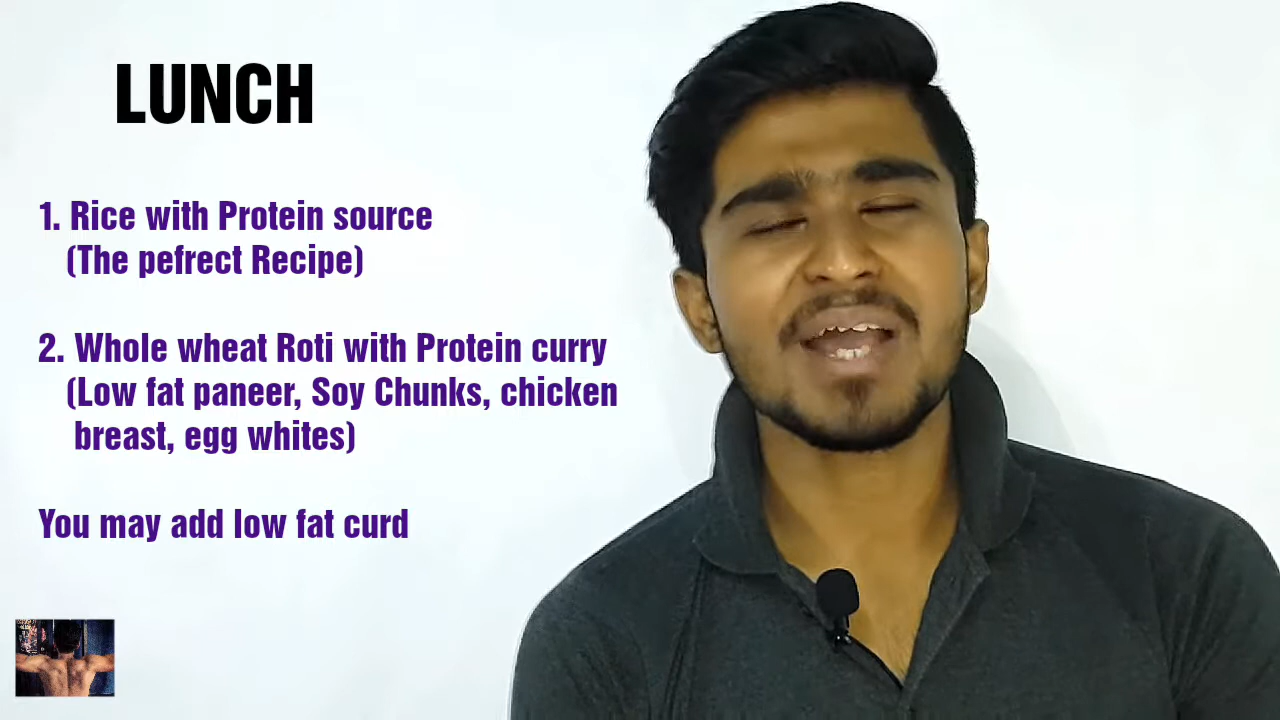 LUNCH
1. Rice with Protein source
(The pefrect Recipe)
2. Whole wheat Roti with Protein curry
(Low fat paneer, Soy Chunks, chicken
breast, egg whites)
You may add low fat curd